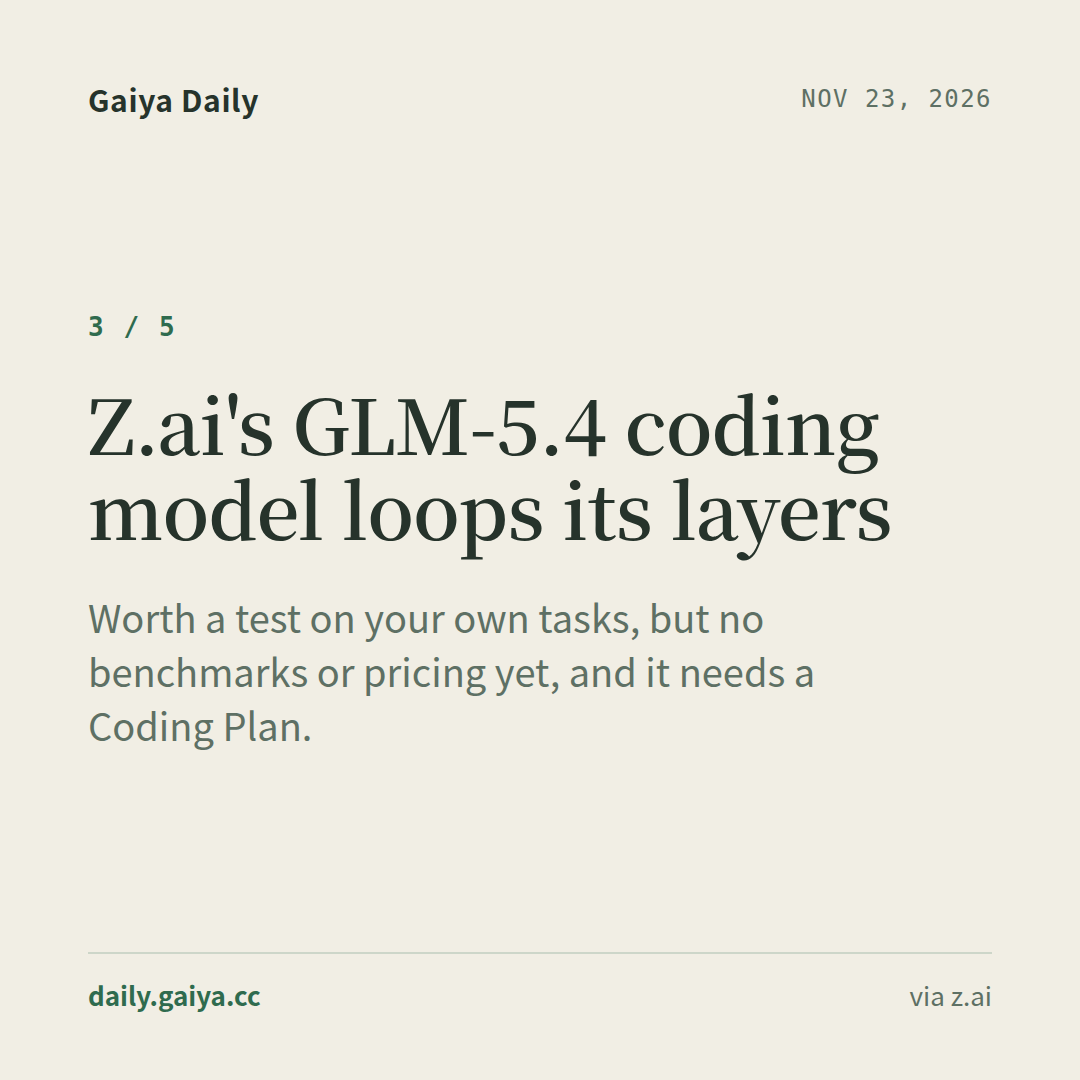 Gaiya Daily
NOV 23, 2026
3 / 5
Z.ai's GLM-5.4 coding
model loops its layers
Worth a test on your own tasks, but no
benchmarks or pricing yet, and it needs a
Coding Plan.
daily.gaiya.cc
via z.ai